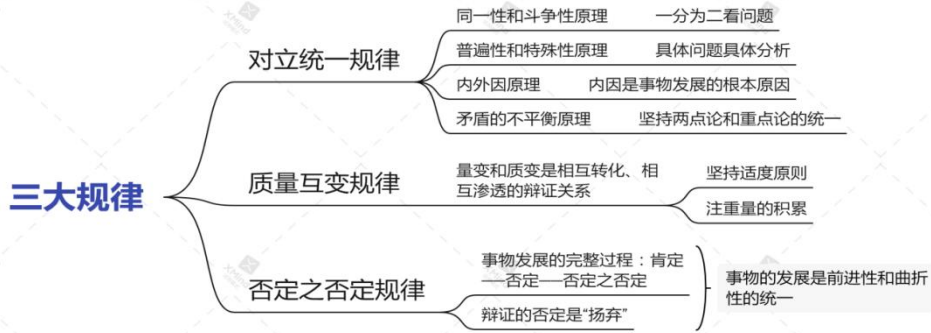 同一性和斗争性原理 一分为二看问题
对立统一规律
普遍性和特殊性原理 具体问题具体分析
内外因原理 内因是事物发展的根本原因
矛盾的不平衡原理 坚持两点论和重点论的统一
三大规律
质量互变规律
量变和质变是相互转化、相
互渗透的辩证关系
坚持适度原则
注重量的积累
否定之否定规律
事物发展的完整过程：肯定
──否定──否定之否定
辩证的否定是“扬弃”
事物的发展是前进性和曲折
性的统一
XMind
XMind
XMind
XMind